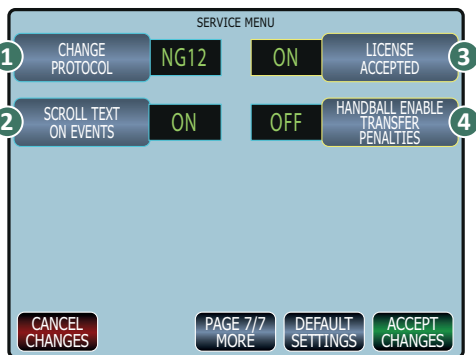 SERVICE MENU
1
CHANGE
PROTOCOL
NG12
ON
LICENSE
ACCEPTED
3
2
SCROLL TEXT
ON EVENTS
ON
OFF
HANDBALL ENABLE
TRANSFER
PENALTIES
4
CANCEL
CHANGES
PAGE 7/7
MORE
DEFAULT
SETTINGS
ACCEPT
CHANGES